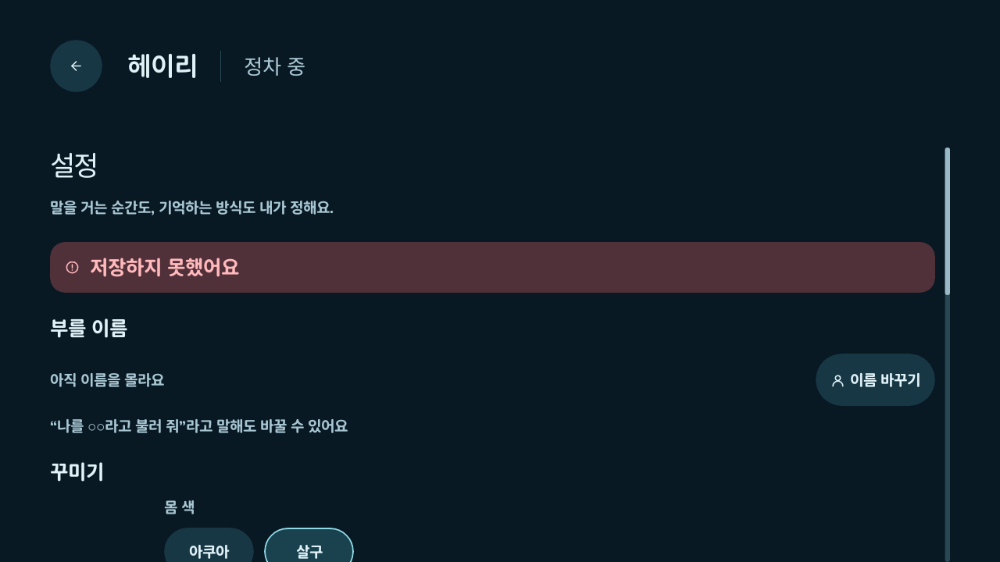 헤이리
정차 중
설정
말을 거는 순간도, 기억하는 방식도 내가 정해요.
저장하지 못했어요
부를 이름
아직 이름을 몰라요
이름 바꾸기
“나를 ○○라고 불러 줘”라고 말해도 바꿀 수 있어요
꾸미기
몸 색
아쿠아
살구